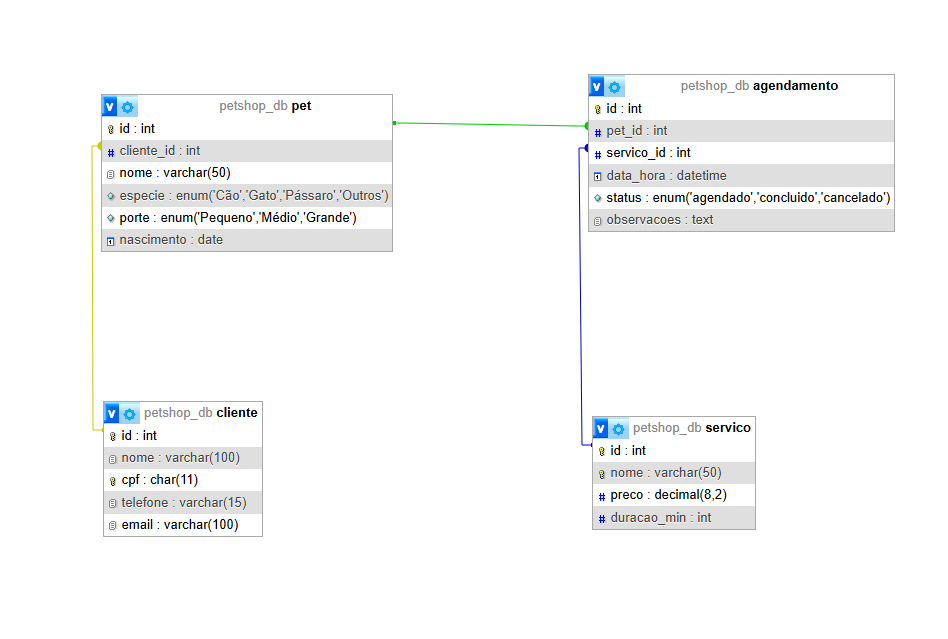 petshop_db pet
id : int
cliente_id : int
nome : varchar(50)
especie : enum('Cão','Gato','Pássaro','Outros')
porte : enum('Pequeno','Médio','Grande')
nascimento : date
petshop_db agendamento
id : int
pet_id : int
servico_id : int
data_hora : datetime
status : enum('agendado','concluido','cancelado')
observacoes : text
petshop_db cliente
id : int
nome : varchar(100)
cpf : char(11)
telefone : varchar(15)
email : varchar(100)
petshop_db servico
id : int
nome : varchar(50)
preco : decimal(8,2)
duracao_min : int